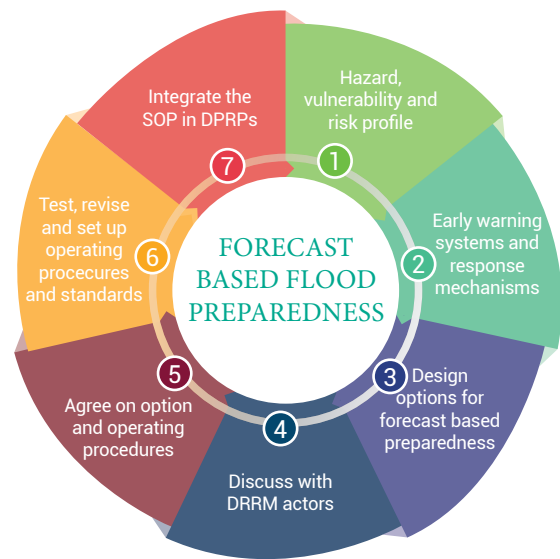 FORECAST
BASED FLOOD
PREPAREDNESS
1
Hazard,
vulnerability and
risk profile
2
Early warning
systems and
response
mechanisms
3
Design
options for
forecast based
preparedness
4
Discuss with
DRRM actors
5
Agree on option
and operating
procedures
6
Test, revise
and set up
operating
procecures
and standards
7
Integrate the
SOP in DPRPs